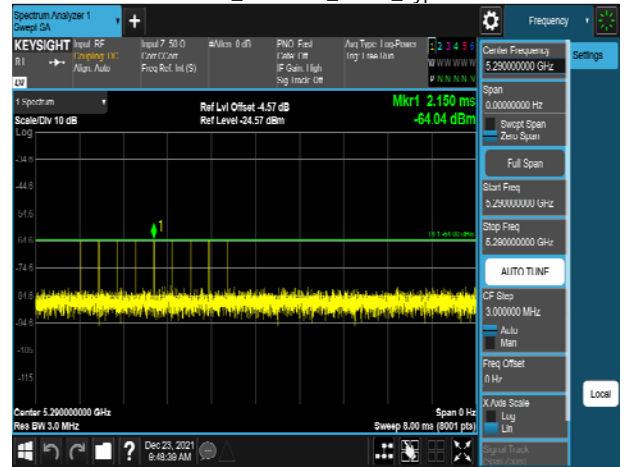 Spectrum Analyzer 1
Swept SA
Frequency
KEYSIGHT
Input: RF
Coupling: DC
Align: Auto
Input Z: 50 Ω
Corr CCorr
Freq Ref: Int (S)
#Atten: 0 dB
PNO: Fast
Gate: Off
IF Gain: High
Sig Track: Off
Avg Type: Log-Power
Trig: Free Run
1 2 3 4 5 6
W W W W W W
P N N N N N
Center Frequency
5.290000000 GHz
Settings
Span
0.00000000 Hz
Swept Span
Zero Span
Full Span
Start Freq
5.290000000 GHz
Stop Freq
5.290000000 GHz
AUTO TUNE
CF Step
3.000000 MHz
Auto
Man
Freq Offset
0 Hz
X Axis Scale
Log
Lin
Signal Track
(Span Zoom)
Local
1 Spectrum
Scale/Div 10 dB
Log
Ref Lvl Offset -4.57 dB
Ref Level -24.57 dBm
Mkr1 2.150 ms
-64.04 dBm
-34.6
-44.6
-54.6
-64.6
-74.6
-84.6
-94.6
-105
-115
1
Center 5.290000000 GHz
Res BW 3.0 MHz
Span 0 Hz
Sweep 8.00 ms (8001 pts)
?
Dec 23, 2021
9:48:39 AM